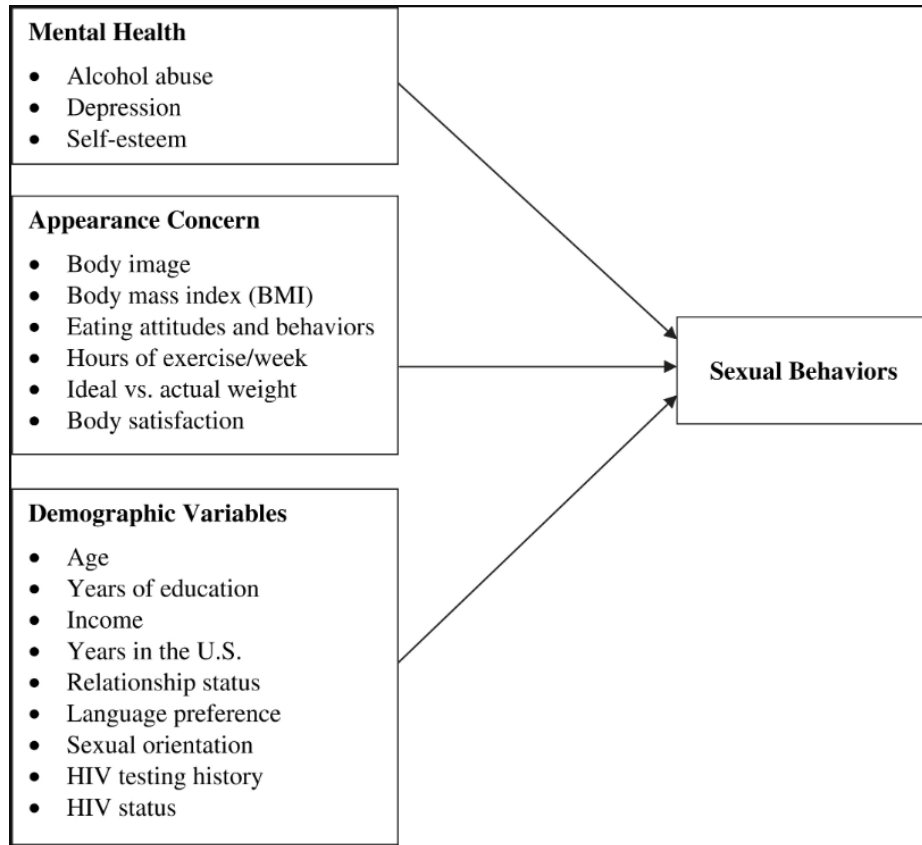 Mental Health
• Alcohol abuse
• Depression
• Self-esteem
Appearance Concern
• Body image
• Body mass index (BMI)
• Eating attitudes and behaviors
• Hours of exercise/week
• Ideal vs. actual weight
• Body satisfaction
Demographic Variables
• Age
• Years of education
• Income
• Years in the U.S.
• Relationship status
• Language preference
• Sexual orientation
• HIV testing history
• HIV status
Sexual Behaviors